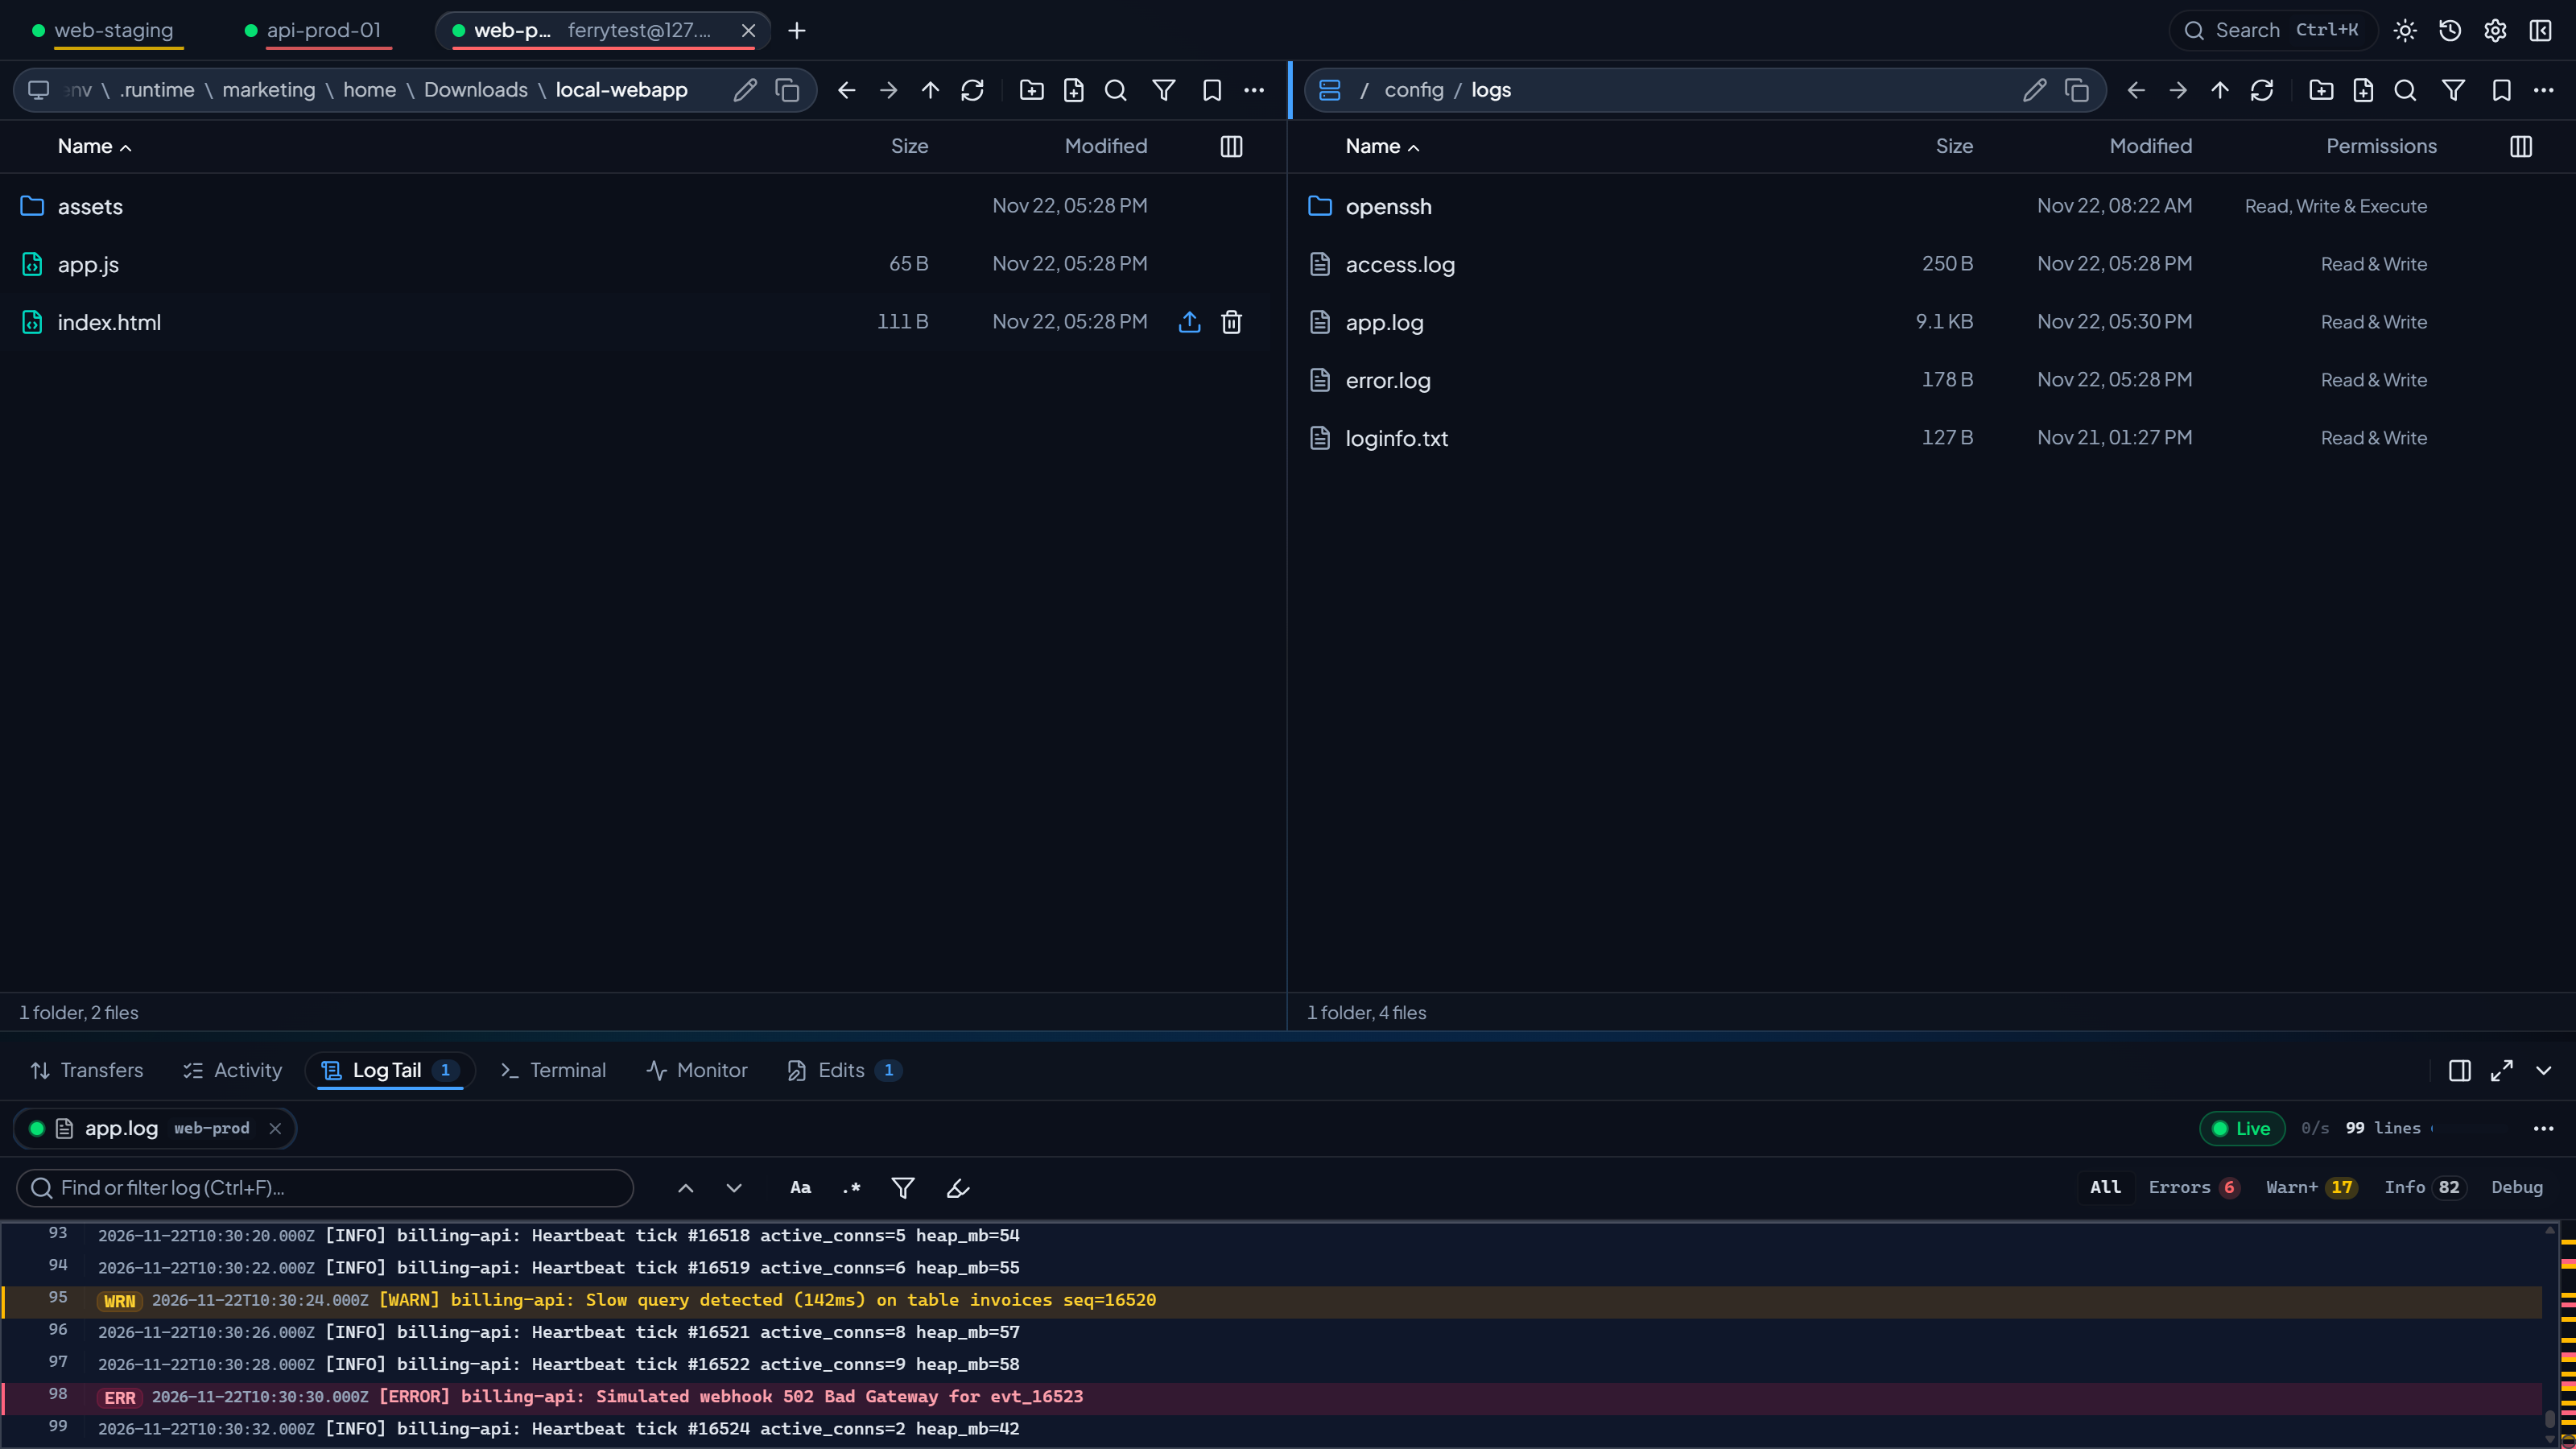 web-staging api-prod-01 web-p... ferrytest@127.... Search Ctrl+K
\ .runtime \ marketing \ home \ Downloads \ local-webapp
/ config / logs
Name Size Modified
assets Nov 22, 05:28 PM
app.js 65 B Nov 22, 05:28 PM
index.html 111 B Nov 22, 05:28 PM
1 folder, 2 files
Name Size Modified Permissions
openssh Nov 22, 08:22 AM Read, Write & Execute
access.log 250 B Nov 22, 05:28 PM Read & Write
app.log 9.1 KB Nov 22, 05:30 PM Read & Write
error.log 178 B Nov 22, 05:28 PM Read & Write
loginfo.txt 127 B Nov 21, 01:27 PM Read & Write
1 folder, 4 files
Transfers Activity Log Tail 1 Terminal Monitor Edits 1
app.log web-prod Live 0/s 99 lines
Find or filter log (Ctrl+F)... Aa .* All Errors 6 Warn+ 17 Info 82 Debug
93 2026-11-22T10:30:20.000Z [INFO] billing-api: Heartbeat tick #16518 active_conns=5 heap_mb=54
94 2026-11-22T10:30:22.000Z [INFO] billing-api: Heartbeat tick #16519 active_conns=6 heap_mb=55
95 WRN 2026-11-22T10:30:24.000Z [WARN] billing-api: Slow query detected (142ms) on table invoices seq=16520
96 2026-11-22T10:30:26.000Z [INFO] billing-api: Heartbeat tick #16521 active_conns=8 heap_mb=57
97 2026-11-22T10:30:28.000Z [INFO] billing-api: Heartbeat tick #16522 active_conns=9 heap_mb=58
98 ERR 2026-11-22T10:30:30.000Z [ERROR] billing-api: Simulated webhook 502 Bad Gateway for evt_16523
99 2026-11-22T10:30:32.000Z [INFO] billing-api: Heartbeat tick #16524 active_conns=2 heap_mb=42